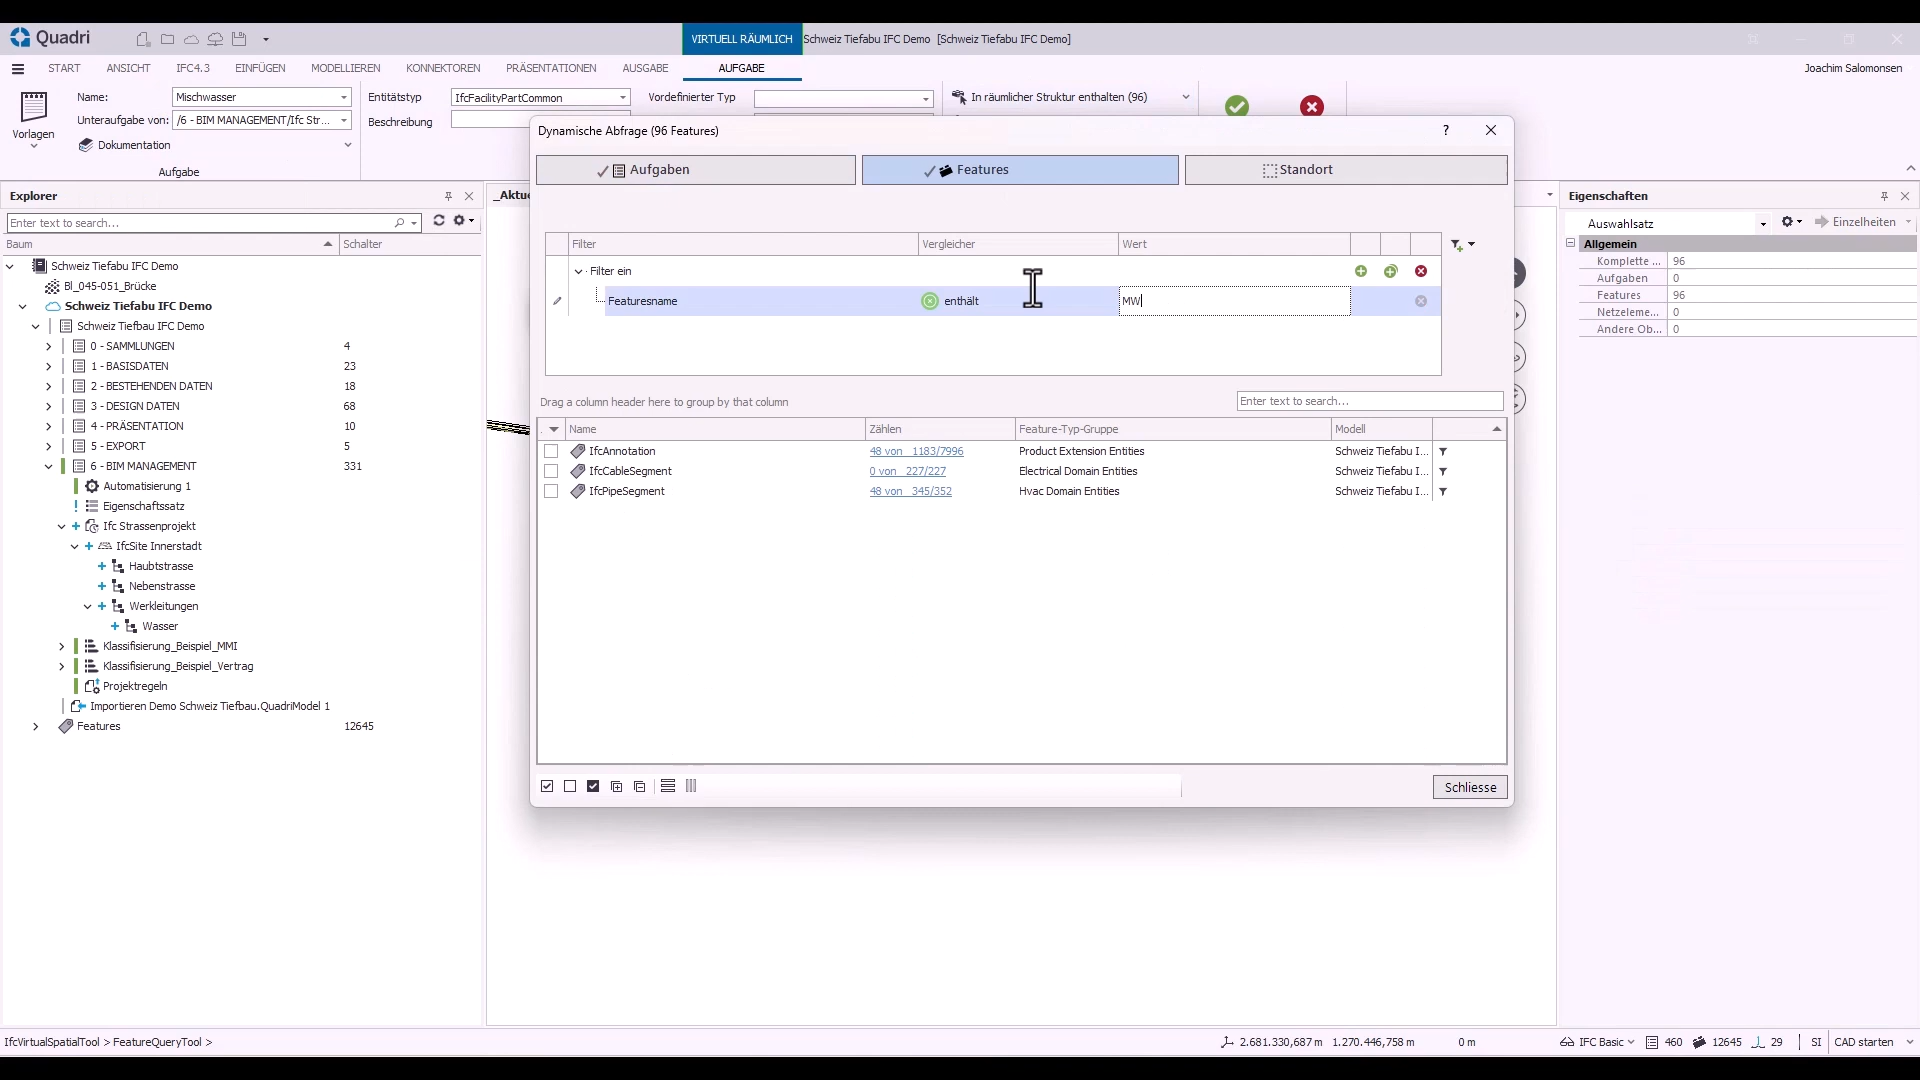 Quadri
VIRTUELL RÄUMLICH
Schweiz Tiefabu IFC Demo [Schweiz Tiefabu IFC Demo]
START
ANSICHT
IFC4.3
EINFÜGEN
MODELLIEREN
KONNEKTOREN
PRÄSENTATIONEN
AUSGABE
AUFGABE
Joachim Salomonsen
Vorlagen
Name:
Mischwasser
Unteraufgabe von:
/6 - BIM MANAGEMENT/Ifc Str...
Dokumentation
Aufgabe
Entitätstyp
IfcFacilityPartCommon
Beschreibung
Vordefinierter Typ
In räumlicher Struktur enthalten (96)
Explorer
Enter text to search...
Baum
Schalter
Schweiz Tiefabu IFC Demo
Bl_045-051_Brücke
Schweiz Tiefabu IFC Demo
Schweiz Tiefbau IFC Demo
0 - SAMMLUNGEN 4
1 - BASISDATEN 23
2 - BESTEHENDEN DATEN 18
3 - DESIGN DATEN 68
4 - PRÄSENTATION 10
5 - EXPORT 5
6 - BIM MANAGEMENT 331
Automatisierung 1
Eigenschaftssatz
Ifc Strassenprojekt
IfcSite Innerstadt
Haubtstrasse
Nebenstrasse
Werkleitungen
Wasser
Klassifisierung_Beispiel_MMI
Klassifisierung_Beispiel_Vertrag
Projektregeln
Importieren Demo Schweiz Tiefbau.QuadriModel 1
Features 12645
_Aktue
Dynamische Abfrage (96 Features)
?
Aufgaben
Features
Standort
Filter
Vergleicher
Wert
Filter ein
Featuresname
enthält
MW
Drag a column header here to group by that column
Enter text to search...
Name
Zählen
Feature-Typ-Gruppe
Modell
IfcAnnotation 48 von 1183/7996 Product Extension Entities Schweiz Tiefabu I...
IfcCableSegment 0 von 227/227 Electrical Domain Entities Schweiz Tiefabu I...
IfcPipeSegment 48 von 345/352 Hvac Domain Entities Schweiz Tiefabu I...
Schliesse
Eigenschaften
Auswahlsatz
Einzelheiten
Allgemein
Komplette ... 96
Aufgaben 0
Features 96
Netzeleme... 0
Andere Ob... 0
IfcVirtualSpatialTool > FeatureQueryTool >
2.681.330,687 m 1.270.446,758 m 0 m
IFC Basic
460
12645
29
SI
CAD starten